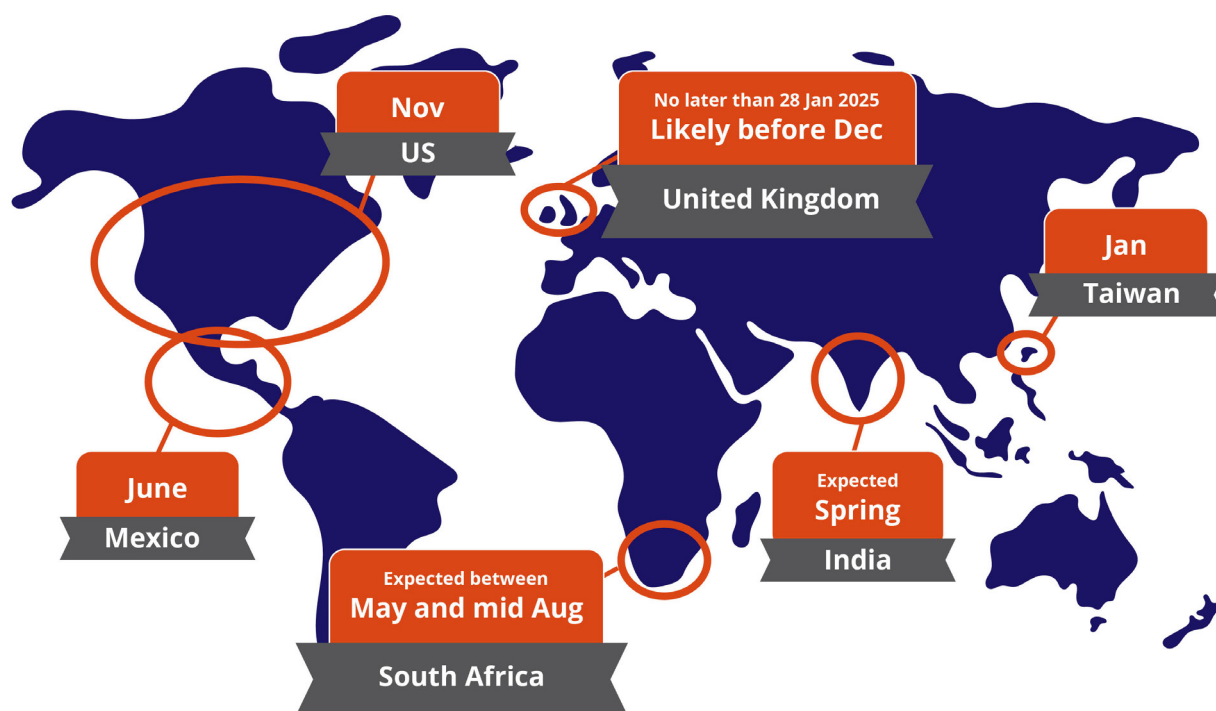 Nov
US
No later than 28 Jan 2025
Likely before Dec
United Kingdom
Jan
Taiwan
June
Mexico
Expected
Spring
India
Expected between
May and mid Aug
South Africa